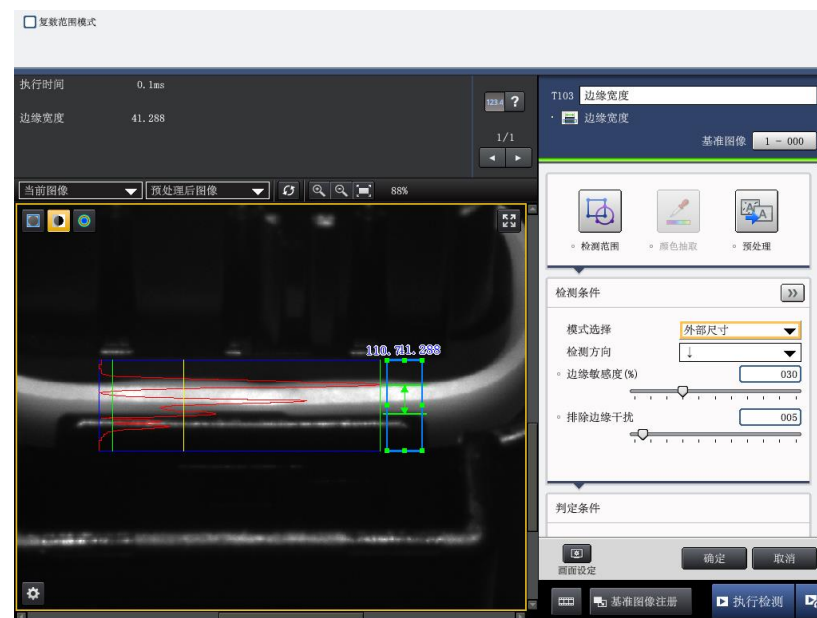 复数范围模式
执行时间 0.1ms
边缘宽度 41.288
123.4 ?
1/1
T103 边缘宽度
边缘宽度
基准图像 1 - 000
当前图像 预处理后图像 88%
检测范围 颜色抽取 预处理
检测条件
模式选择 外部尺寸
检测方向 ↓
边缘敏感度(%) 030
排除边缘干扰 005
41.288
判定条件
画面设定
确定 取消
基准图像注册 执行检测